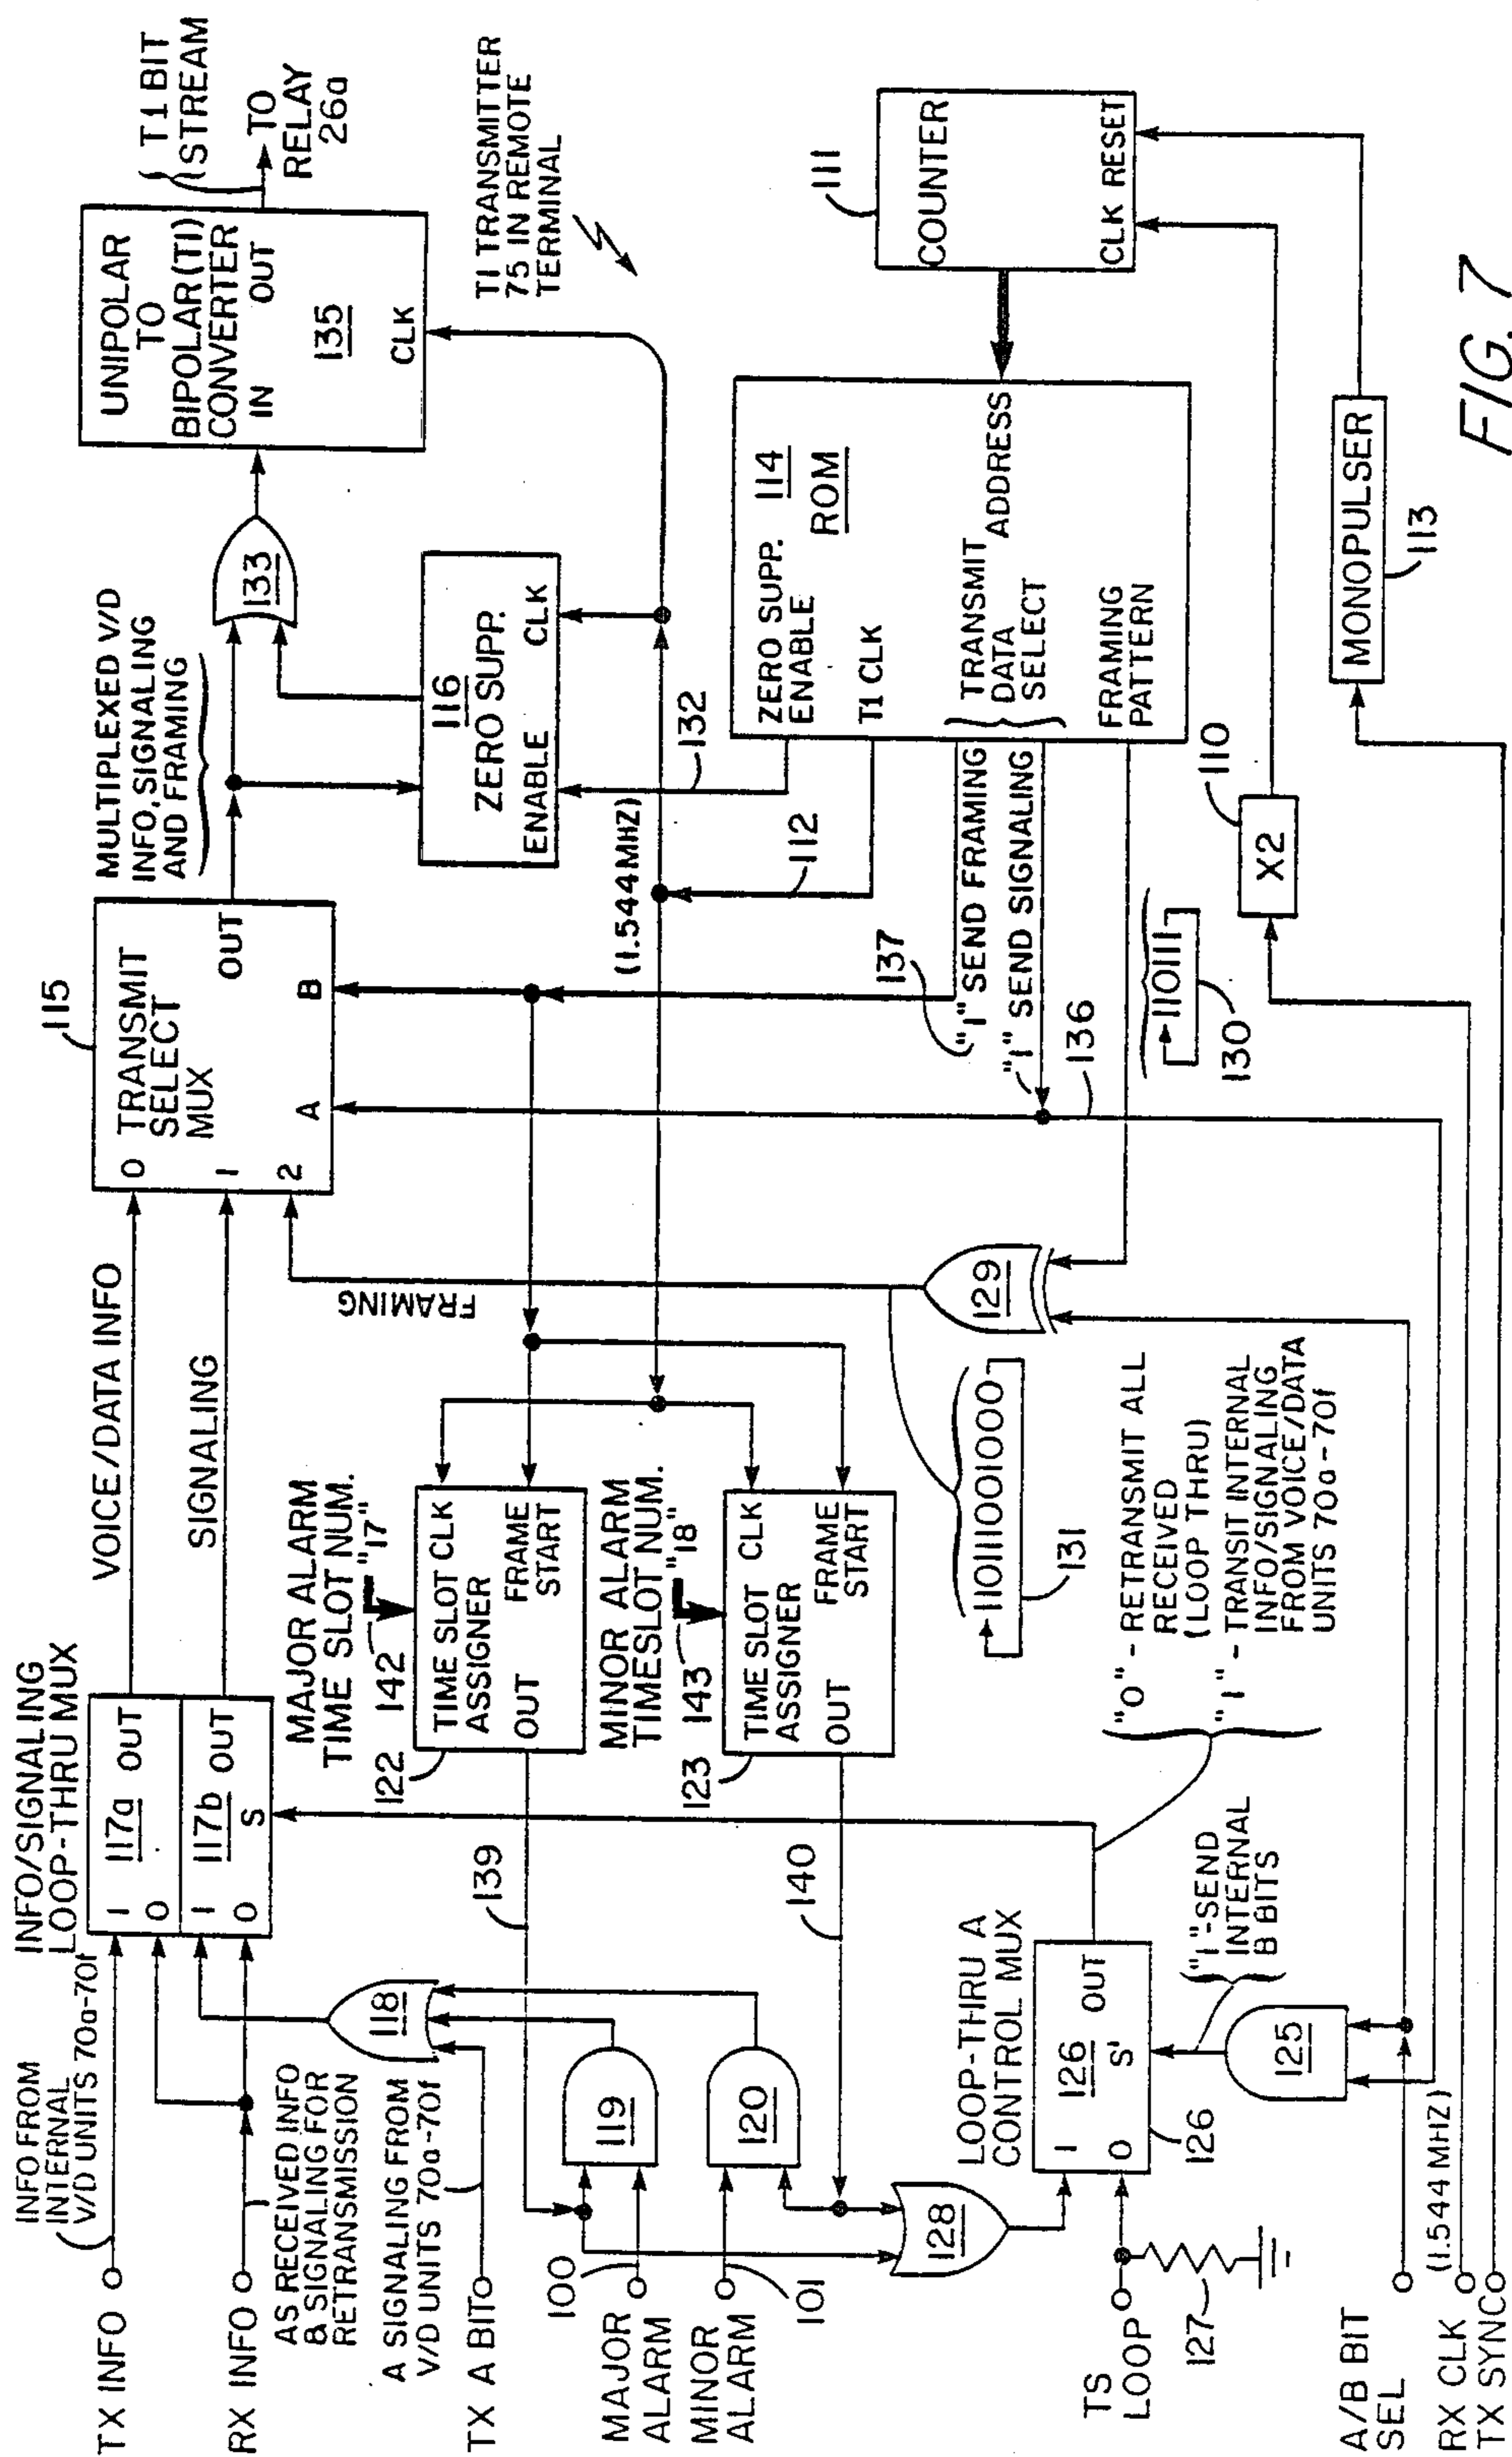 TX INFO
INFO FROM
INTERNAL
V/D UNITS 70a-70f
RX INFO
AS RECEIVED INFO
& SIGNALING FOR
RETRANSMISSION
A SIGNALING FROM
V/D UNITS 70a-70f
TX A BIT
100
MAJOR
ALARM
MINOR
ALARM
101
TS
LOOP
127
A/B BIT
SEL
RX CLK
(1.544 MHZ)
TX SYNC
INFO/SIGNALING
LOOP-THRU MUX
1 117a OUT
0
1 117b OUT
0 S
118
119
120
128
139
140
LOOP-THRU A
CONTROL MUX
1
126 OUT
0 S'
126
125
"1"-SEND
INTERNAL
B BITS
"0" - RETRANSMIT ALL
RECEIVED
(LOOP THRU)
"1" - TRANSIT INTERNAL
INFO/SIGNALING
FROM VOICE/DATA
UNITS 70a-70f
MAJOR ALARM
TIME SLOT NUM.
142 "17"
122
TIME SLOT CLK
ASSIGNER
FRAME
START
OUT
MINOR ALARM
TIMESLOT NUM.
143 "18"
123
TIME SLOT CLK
ASSIGNER
FRAME
START
OUT
VOICE/DATA INFO
SIGNALING
FRAMING
129
110111001000
131
115
0 TRANSMIT
SELECT
MUX
1 OUT
2 A B
MULTIPLEXED V/D
INFO, SIGNALING
AND FRAMING
133
116
ZERO SUPP.
ENABLE CLK
(1.544MHZ)
132
112
137
"1" SEND FRAMING
"1" SEND SIGNALING
136
110111
130
ZERO SUPP.
ENABLE
114
ROM
T1 CLK
TRANSMIT
DATA
SELECT
ADDRESS
FRAMING
PATTERN
110
X2
MONOPULSER
113
UNIPOLAR
TO
BIPOLAR(T1)
CONVERTER
IN OUT
135
CLK
T1 BIT
STREAM
TO
RELAY
26a
T1 TRANSMITTER
75 IN REMOTE
TERMINAL
111
COUNTER
CLK RESET
FIG. 7